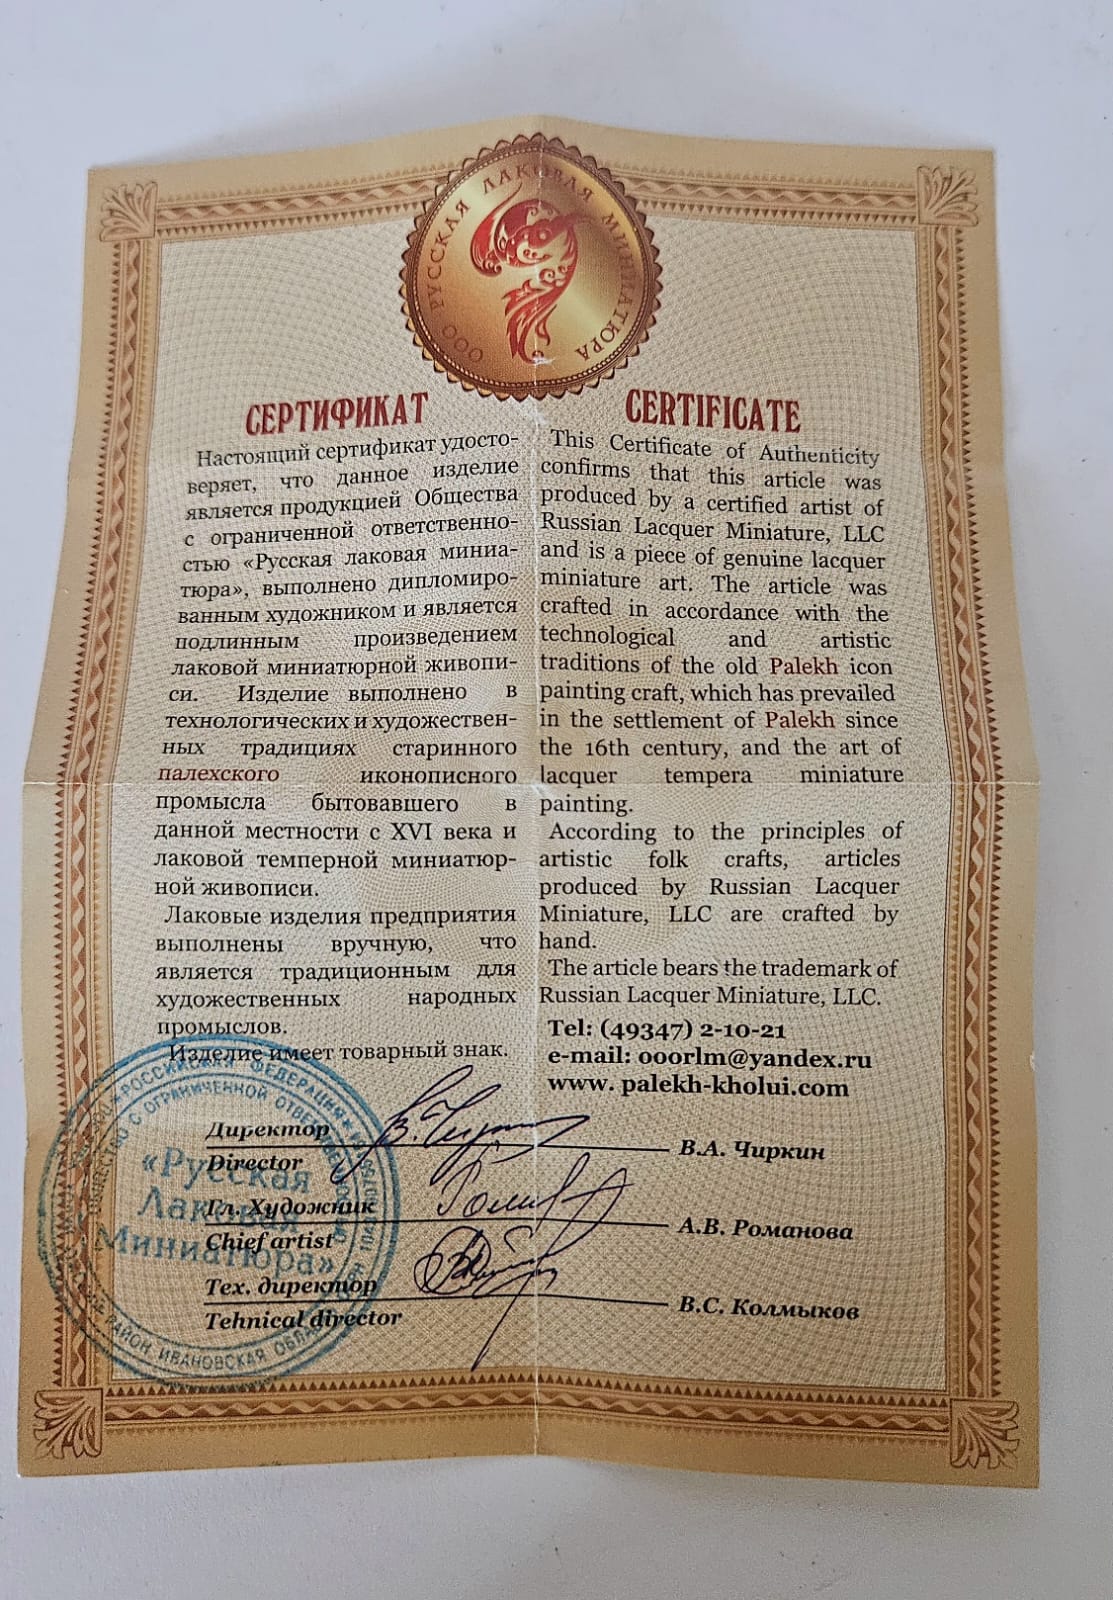 ООО РУССКАЯ ЛАКОВАЯ МИНИАТЮРА
СЕРТИФИКАТ
Настоящий сертификат удосто-
веряет, что данное изделие
является продукцией Общества
с ограниченной ответственно-
стью «Русская лаковая миниа-
тюра», выполнено дипломиро-
ванным художником и является
подлинным произведением
лаковой миниатюрной живопи-
си. Изделие выполнено в
технологических и художествен-
ных традициях старинного
палехского иконописного
промысла бытовавшего в
данной местности с XVI века и
лаковой темперной миниатюр-
ной живописи.
Лаковые изделия предприятия
выполнены вручную, что
является традиционным для
художественных народных
промыслов.
Изделие имеет товарный знак.
CERTIFICATE
This Certificate of Authenticity
confirms that this article was
produced by a certified artist of
Russian Lacquer Miniature, LLC
and is a piece of genuine lacquer
miniature art. The article was
crafted in accordance with the
technological and artistic
traditions of the old Palekh icon
painting craft, which has prevailed
in the settlement of Palekh since
the 16th century, and the art of
lacquer tempera miniature
painting.
According to the principles of
artistic folk crafts, articles
produced by Russian Lacquer
Miniature, LLC are crafted by
hand.
The article bears the trademark of
Russian Lacquer Miniature, LLC.
Tel: (49347) 2-10-21
e-mail: ooorlm@yandex.ru
www. palekh-kholui.com
Директор
Director
В.А. Чиркин
Гл. Художник
Chief artist
А.В. Романова
Тех. директор
Tehnical director
В.С. Колмыков
РОССИЙСКАЯ ФЕДЕРАЦИЯ
ОБЩЕСТВО С ОГРАНИЧЕННОЙ
РАЙОН ИВАНОВСКАЯ
«Русская
Лаковая
Миниатюра»